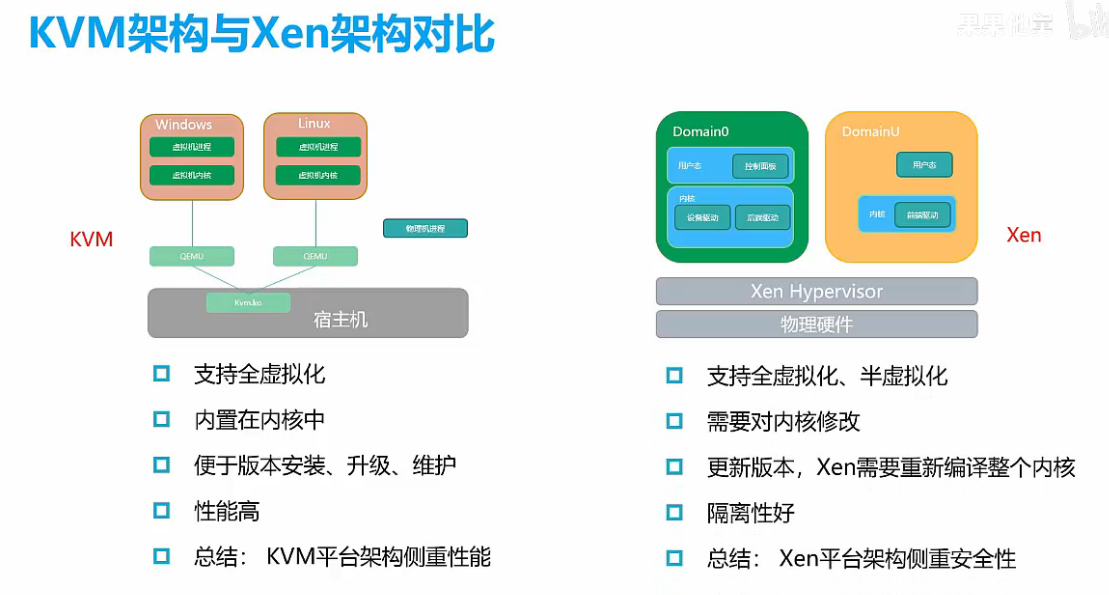 KVM架构与Xen架构对比
果果他爹
Windows
虚拟机进程
虚拟机内核
Linux
虚拟机进程
虚拟机内核
物理机进程
KVM
QEMU
QEMU
Kvm.ko
宿主机
支持全虚拟化
内置在内核中
便于版本安装、升级、维护
性能高
总结: KVM平台架构侧重性能
Domain0
用户态
控制面板
内核
设备驱动
后端驱动
DomainU
用户态
内核
前端驱动
Xen
Xen Hypervisor
物理硬件
支持全虚拟化、半虚拟化
需要对内核修改
更新版本，Xen需要重新编译整个内核
隔离性好
总结: Xen平台架构侧重安全性